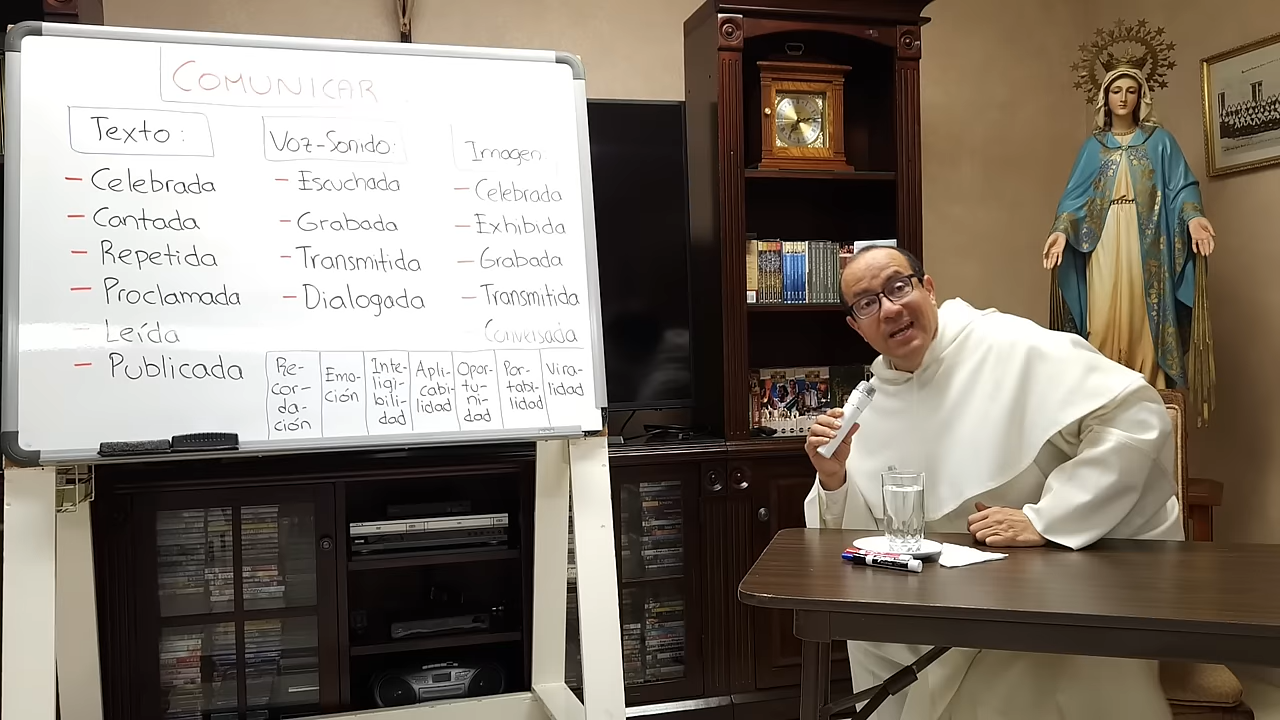 COMUNICAR
Texto:
- Celebrada
- Cantada
- Repetida
- Proclamada
- Leída
- Publicada
Voz-Sonido:
- Escuchada
- Grabada
- Transmitida
- Dialogada
Imagen
- Celebrada
- Exhibida
- Grabada
- Transmitida
- Conversada
Re-
cor-
da-
ción
Emo-
ción
Inte-
ligi-
bili-
dad
Apli-
cabi-
lidad
Opor-
tu-
ni-
dad
Por-
tabi-
lidad
Vira-
lidad